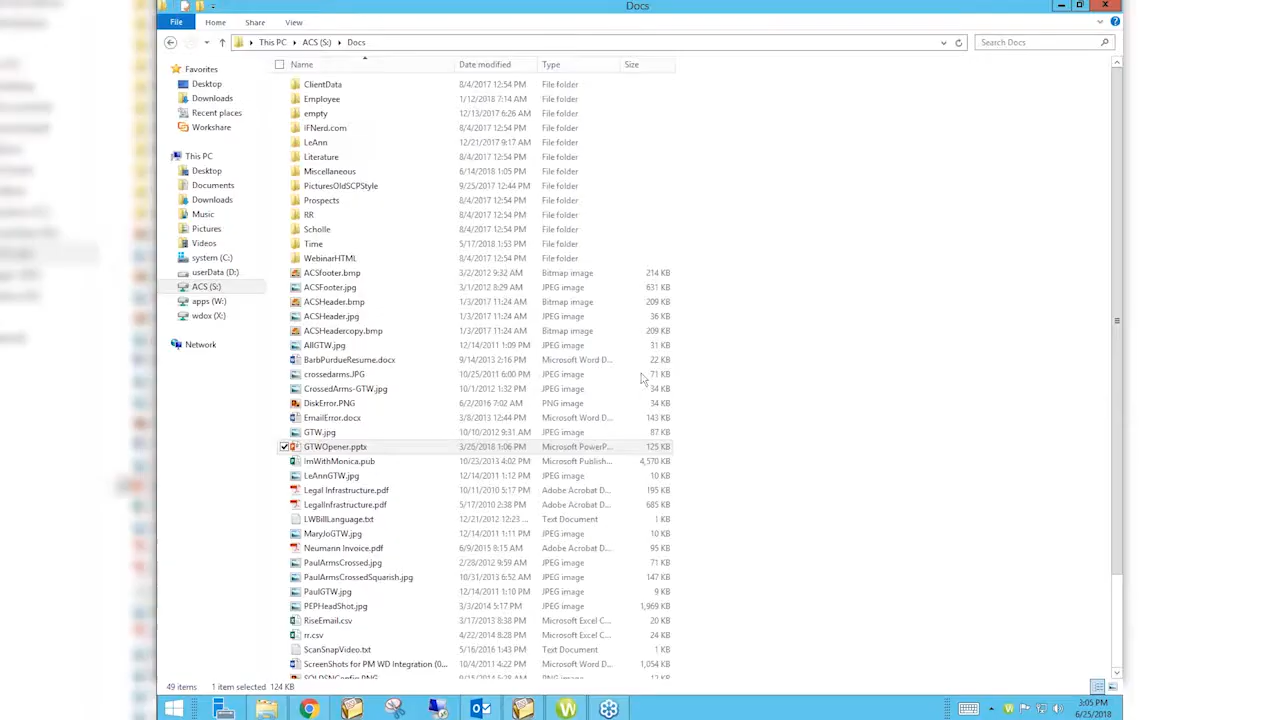 Docs
File Home Share View
This PC ACS (S:) Docs Search Docs
Name Date modified Type Size
Favorites
Desktop
Downloads
Recent places
Workshare
This PC
Desktop
Documents
Downloads
Music
Pictures
Videos
system (C:)
userData (D:)
ACS (S:)
apps (W:)
wdox (X:)
Network
ClientData 8/4/2017 12:54 PM File folder
Employee 1/12/2018 7:14 AM File folder
empty 12/13/2017 6:26 AM File folder
iFNerd.com 8/4/2017 12:54 PM File folder
LeAnn 12/21/2017 9:17 AM File folder
Literature 8/4/2017 12:54 PM File folder
Miscellaneous 6/14/2018 1:05 PM File folder
PicturesOldSCPStyle 9/25/2017 12:44 PM File folder
Prospects 8/4/2017 12:54 PM File folder
RR 8/4/2017 12:54 PM File folder
Scholle 8/4/2017 12:54 PM File folder
Time 5/17/2018 1:53 PM File folder
WebinarHTML 8/4/2017 12:54 PM File folder
ACSfooter.bmp 3/2/2012 9:32 AM Bitmap image 214 KB
ACSFooter.jpg 3/1/2012 8:29 AM JPEG image 631 KB
ACSHeader.bmp 1/3/2017 11:24 AM Bitmap image 209 KB
ACSHeader.jpg 1/3/2017 11:24 AM JPEG image 36 KB
ACSHeadercopy.bmp 1/3/2017 11:24 AM Bitmap image 209 KB
AllGTW.jpg 12/14/2011 1:09 PM JPEG image 31 KB
BarbPurdueResume.docx 9/14/2013 2:16 PM Microsoft Word D... 22 KB
crossedarms.JPG 10/25/2011 6:00 PM JPEG image 71 KB
CrossedArms-GTW.jpg 10/1/2012 1:32 PM JPEG image 34 KB
DiskError.PNG 6/2/2016 7:02 AM PNG image 34 KB
EmailError.docx 3/8/2013 12:44 PM Microsoft Word D... 143 KB
GTW.jpg 10/10/2012 9:31 AM JPEG image 87 KB
GTWOpener.pptx 3/26/2018 1:06 PM Microsoft PowerP... 125 KB
ImWithMonica.pub 10/23/2013 4:02 PM Microsoft Publish... 4,570 KB
LeAnnGTW.jpg 12/14/2011 1:12 PM JPEG image 10 KB
Legal Infrastructure.pdf 10/11/2010 5:17 PM Adobe Acrobat D... 195 KB
LegalInfrastructure.pdf 5/17/2010 2:38 PM Adobe Acrobat D... 685 KB
LWBillLanguage.txt 12/21/2012 12:23 ... Text Document 1 KB
MaryJoGTW.jpg 12/14/2011 1:11 PM JPEG image 10 KB
Neumann Invoice.pdf 6/9/2015 8:15 AM Adobe Acrobat D... 95 KB
PaulArmsCrossed.jpg 2/28/2012 9:59 AM JPEG image 71 KB
PaulArmsCrossedSquarish.jpg 10/31/2013 6:52 AM JPEG image 147 KB
PaulGTW.jpg 12/14/2011 1:10 PM JPEG image 9 KB
PEPHeadShot.jpg 3/3/2014 5:17 PM JPEG image 1,969 KB
RiseEmail.csv 3/17/2013 8:38 PM Microsoft Excel C... 20 KB
rr.csv 4/22/2014 8:28 PM Microsoft Excel C... 24 KB
ScanSnapVideo.txt 5/16/2016 1:43 PM Text Document 1 KB
ScreenShots for PM WD Integration (0... 10/4/2011 4:22 PM Microsoft Word D... 1,054 KB
49 items 1 item selected 124 KB
3:05 PM
6/25/2018